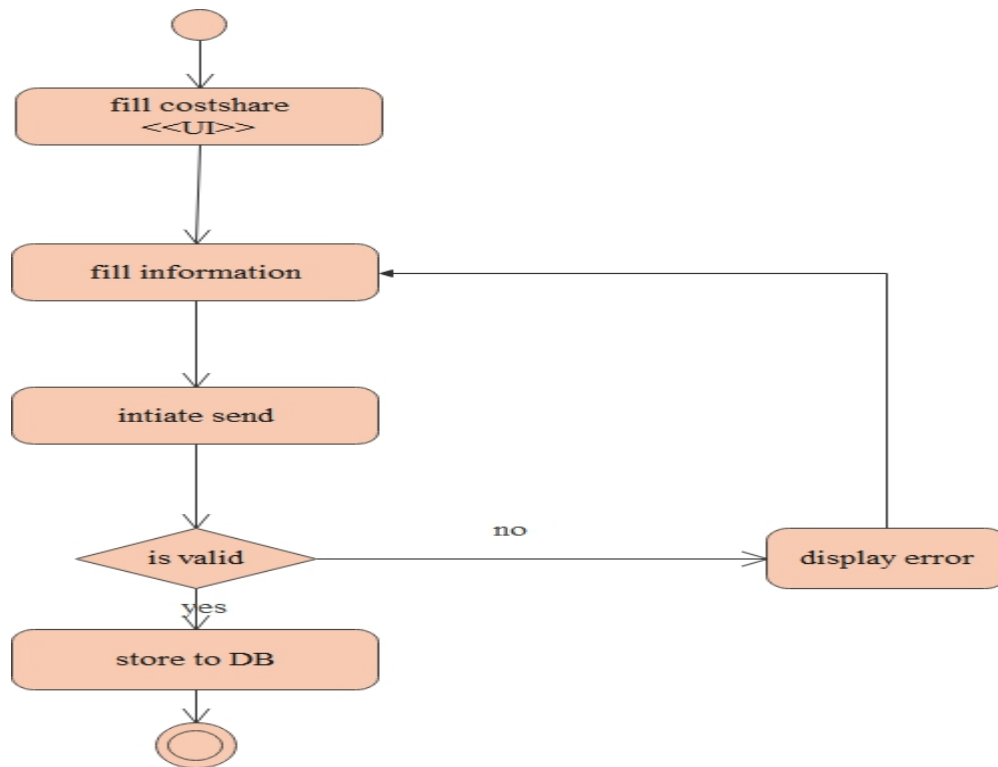 fill costshare
<<UI>>
fill information
intiate send
is valid
no
display error
yes
store to DB